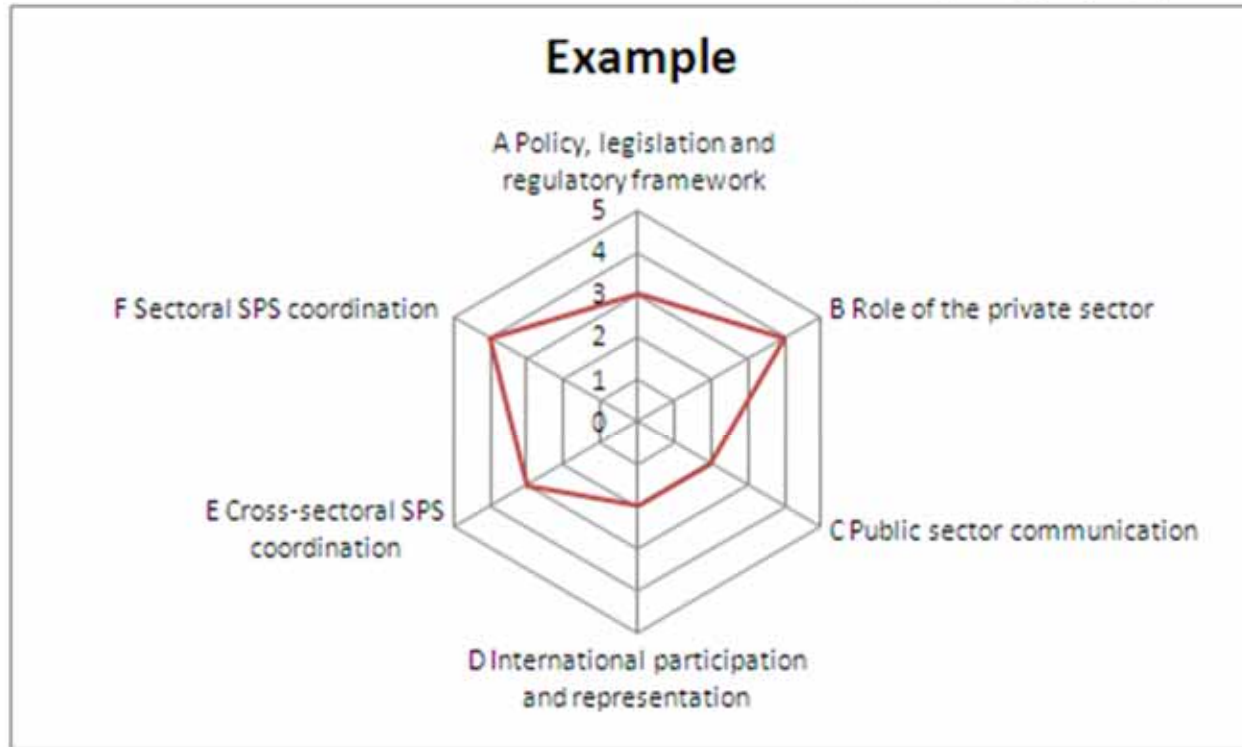 Example
A Policy, legislation and
regulatory framework
5
4
3
2
1
0
B Role of the private sector
C Public sector communication
D International participation
and representation
E Cross-sectoral SPS
coordination
F Sectoral SPS coordination